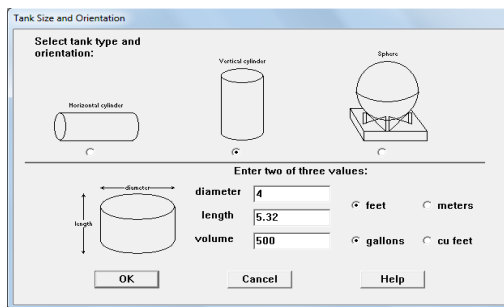 Tank Size and Orientation
Select tank type and
orientation:
Vertical cylinder
Sphere
Horizontal cylinder
Enter two of three values:
diameter
length
diameter 4
length 5.32
volume 500
feet meters
gallons cu feet
OK Cancel Help